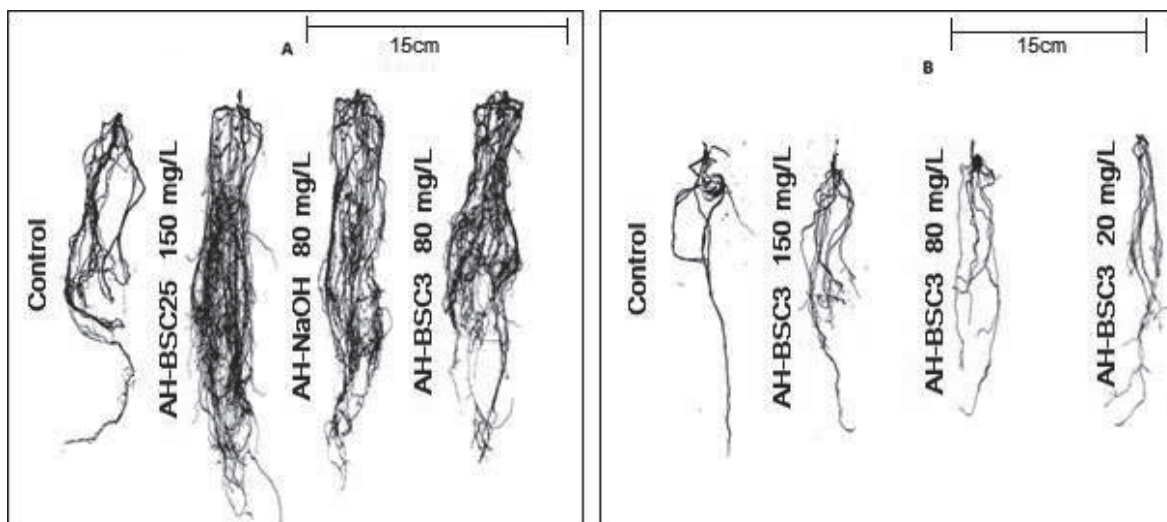 A
15cm
Control
AH-BSC25 150 mg/L
AH-NaOH 80 mg/L
AH-BSC3 80 mg/L
B
15cm
Control
AH-BSC3 150 mg/L
AH-BSC3 80 mg/L
AH-BSC3 20 mg/L